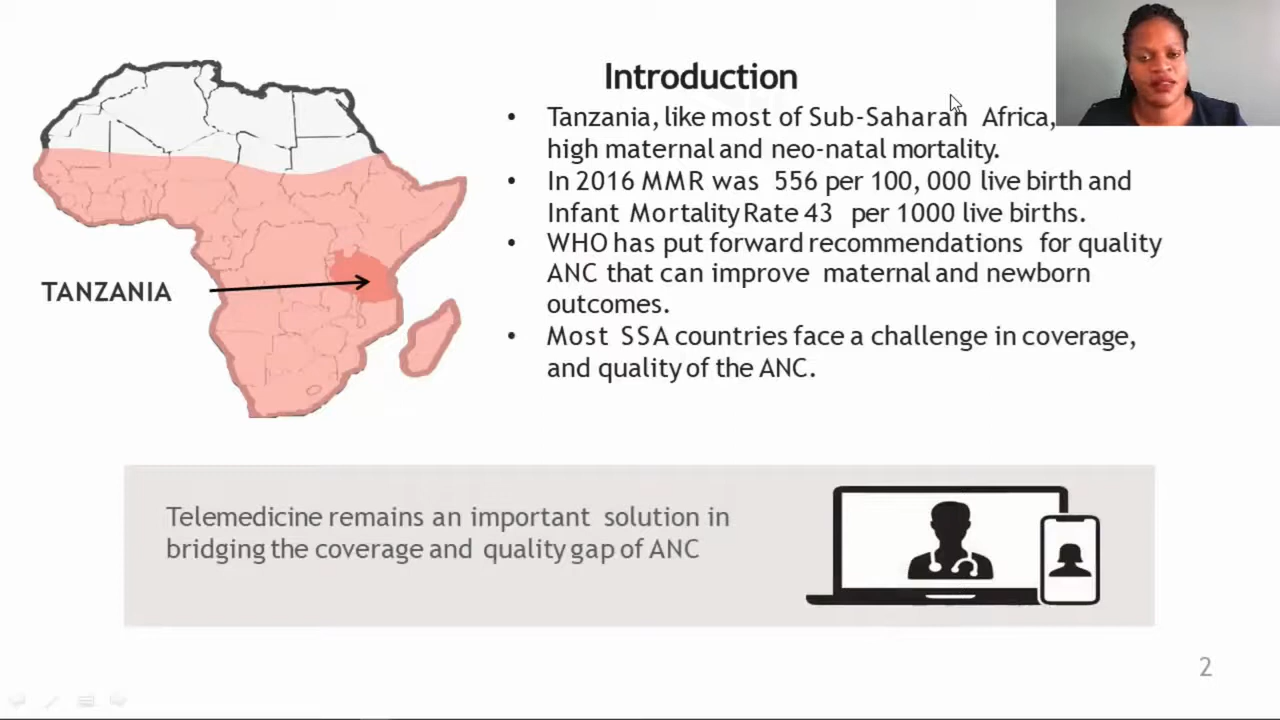 Introduction
• Tanzania, like most of Sub-Saharan Africa,
high maternal and neo-natal mortality.
• In 2016 MMR was 556 per 100, 000 live birth and
Infant Mortality Rate 43 per 1000 live births.
• WHO has put forward recommendations for quality
ANC that can improve maternal and newborn
outcomes.
• Most SSA countries face a challenge in coverage,
and quality of the ANC.
TANZANIA
Telemedicine remains an important solution in
bridging the coverage and quality gap of ANC
2